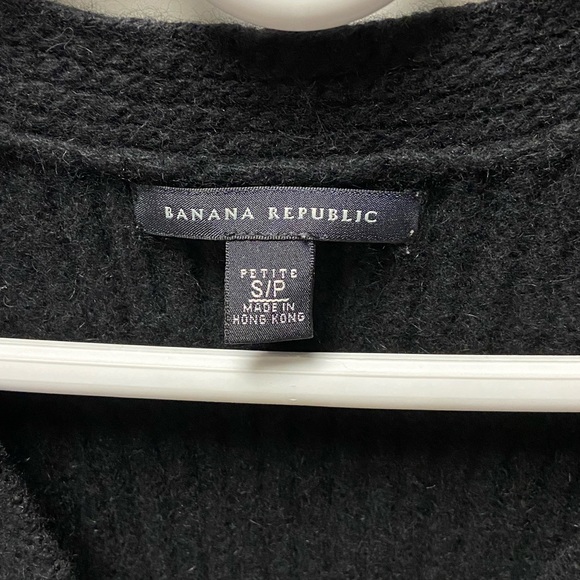 BANANA REPUBLIC
PETITE
S/P
MADE IN
HONG KONG